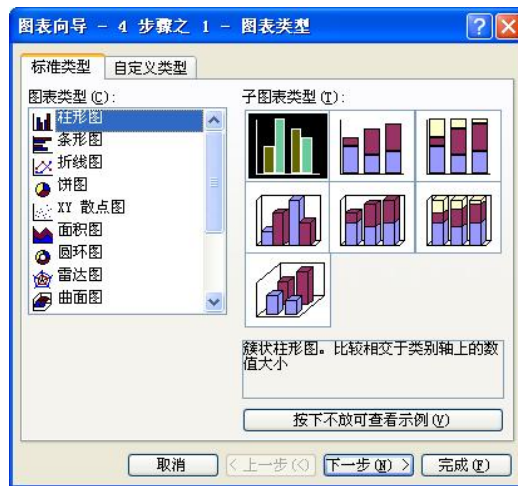 图表向导 - 4 步骤之 1 - 图表类型
标准类型
自定义类型
图表类型(C):
柱形图
条形图
折线图
饼图
XY 散点图
面积图
圆环图
雷达图
曲面图
子图表类型(T):
簇状柱形图。比较相交于类别轴上的数
值大小
按下不放可查看示例(V)
取消
< 上一步(<)
下一步(N) >
完成(F)